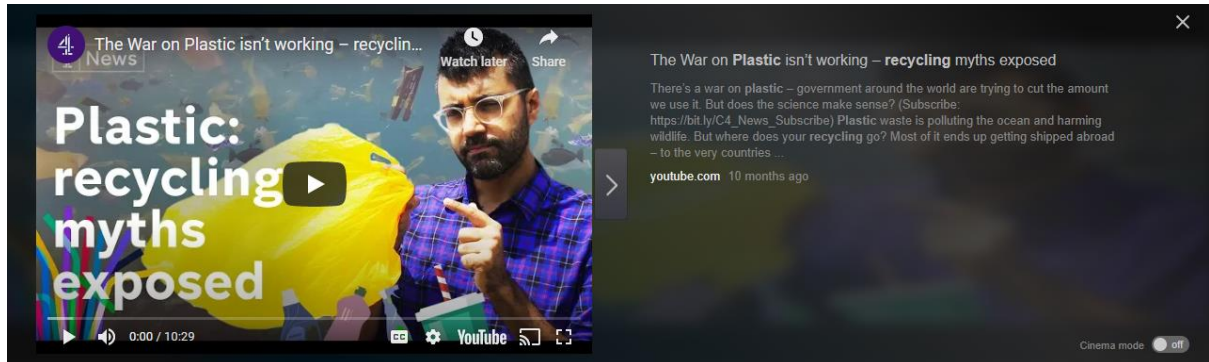 The War on Plastic isn’t working – recyclin…
News
Watch later
Share
Plastic:
recycling
myths
exposed
0:00 / 10:29
CC
YouTube
The War on Plastic isn't working – recycling myths exposed
There's a war on plastic – government around the world are trying to cut the amount
we use it. But does the science make sense? (Subscribe:
https://bit.ly/C4_News_Subscribe) Plastic waste is polluting the ocean and harming
wildlife. But where does your recycling go? Most of it ends up getting shipped abroad
– to the very countries ...
youtube.com 10 months ago
Cinema mode off